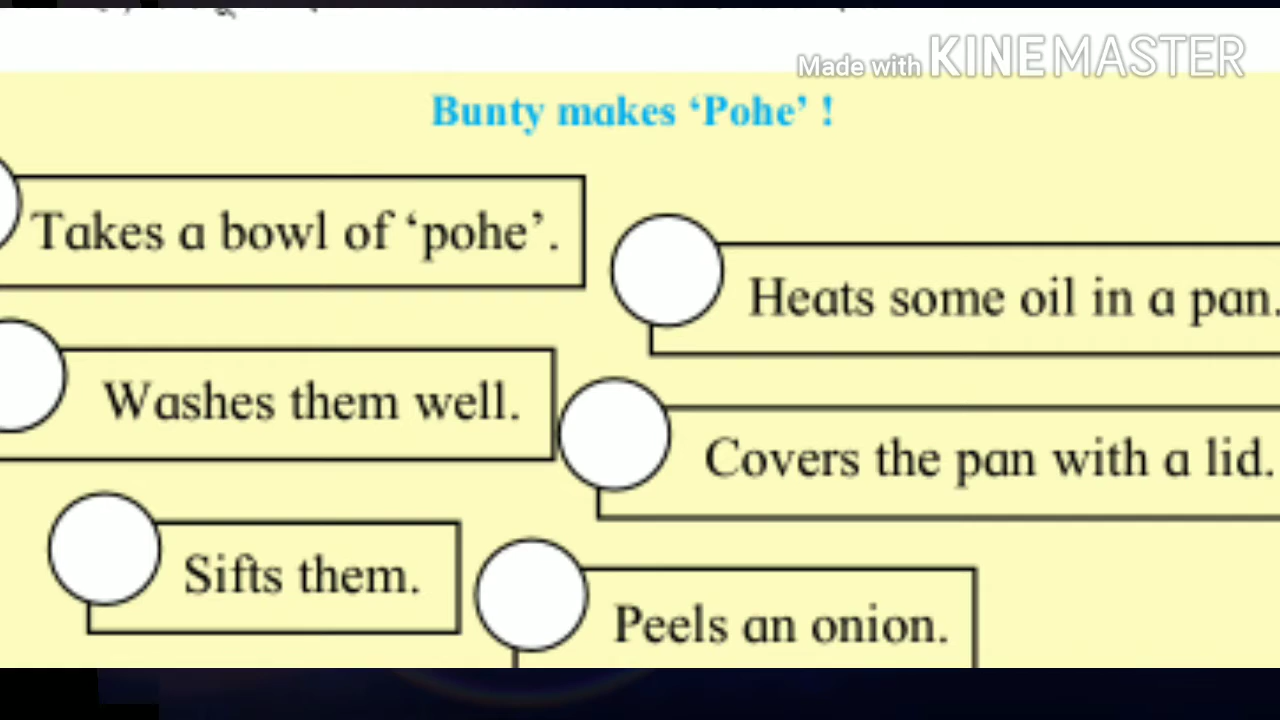 Made with KINEMASTER
Bunty makes ‘Pohe’ !
Takes a bowl of ‘pohe’.
Heats some oil in a pan.
Washes them well.
Covers the pan with a lid.
Sifts them.
Peels an onion.